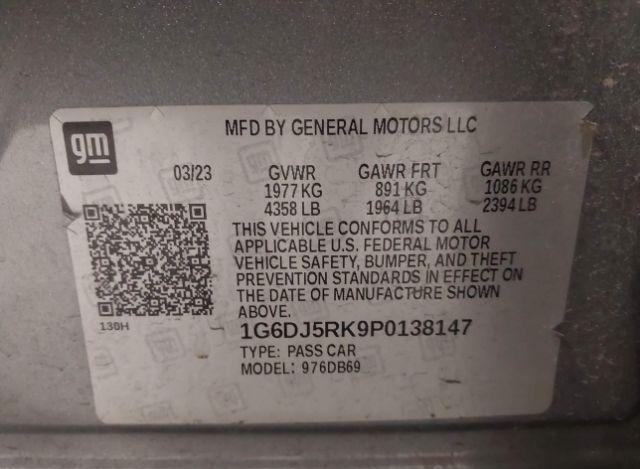 gm
MFD BY GENERAL MOTORS LLC
03/23 GVWR GAWR FRT GAWR RR
1977 KG 891 KG 1086 KG
4358 LB 1964 LB 2394 LB
THIS VEHICLE CONFORMS TO ALL
APPLICABLE U.S. FEDERAL MOTOR
VEHICLE SAFETY, BUMPER, AND THEFT
PREVENTION STANDARDS IN EFFECT ON
THE DATE OF MANUFACTURE SHOWN
ABOVE.
130H
1G6DJ5RK9P0138147
TYPE: PASS CAR
MODEL: 976DB69